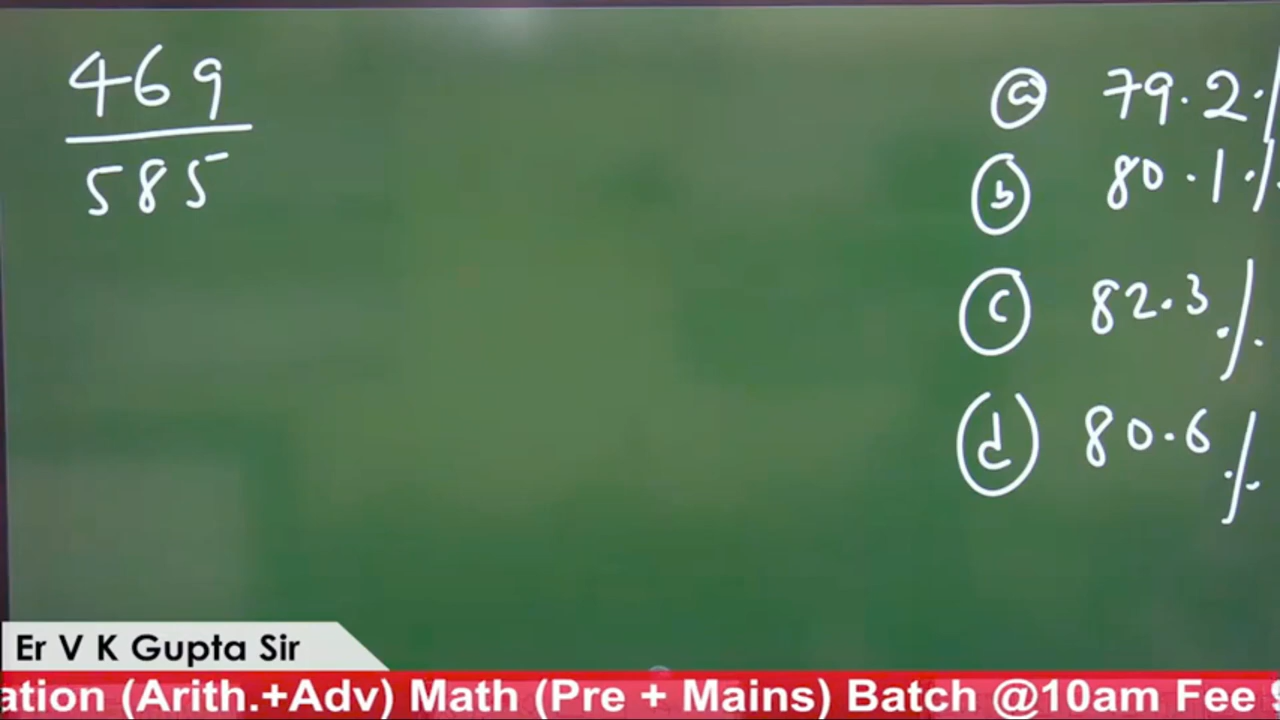 469
585
(a) 79.2%
(b) 80.1%
(c) 82.3%
(d) 80.6%
Er V K Gupta Sir
ation (Arith.+Adv) Math (Pre + Mains) Batch @10am Fee